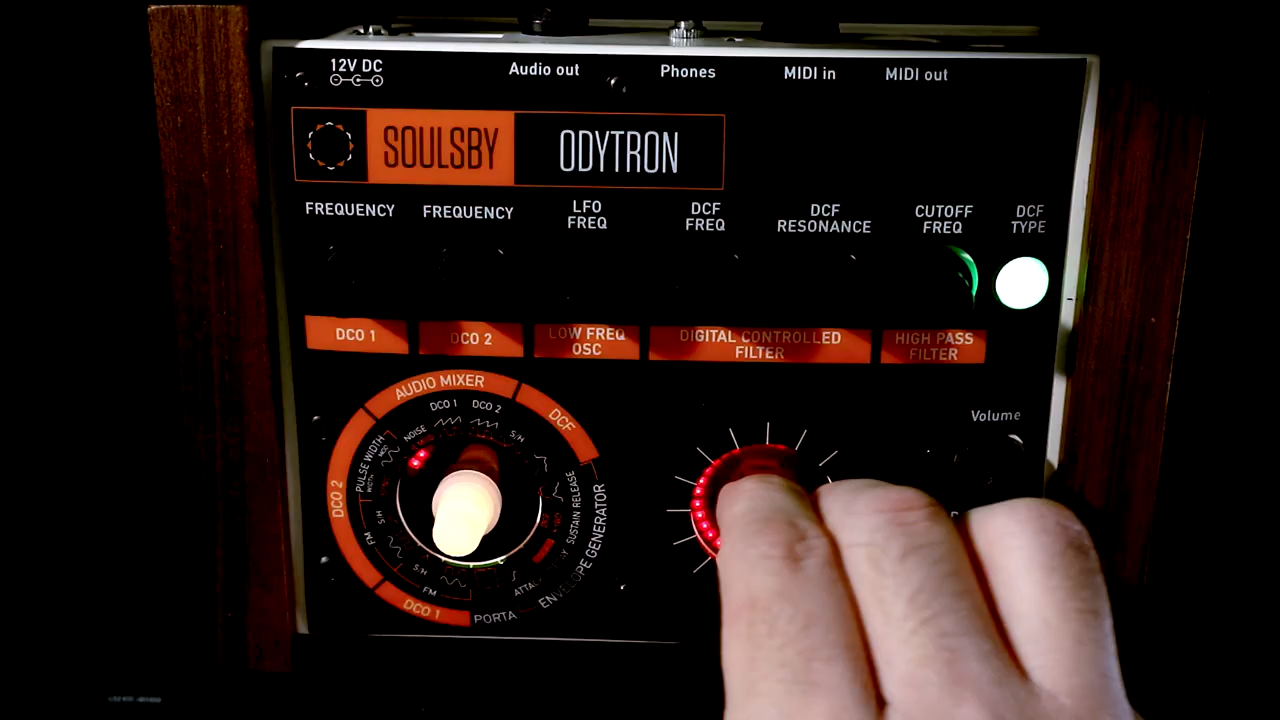 12V DC
Audio out
Phones
MIDI in
MIDI out
SOULSBY
ODYTRON
FREQUENCY
FREQUENCY
LFO
FREQ
DCF
FREQ
DCF
RESONANCE
CUTOFF
FREQ
DCF
TYPE
DCO 1
DCO 2
LOW FREQ
OSC
DIGITAL CONTROLLED
FILTER
HIGH PASS
FILTER
AUDIO MIXER
DCF
DCO 1
DCO 2
NOISE
S/H
Volume
PULSE WIDTH
WIDTH
DCO 2
S/H
FM
S/H
FM
DCO 1
PORTA
SUSTAIN
RELEASE
ENVELOPE GENERATOR